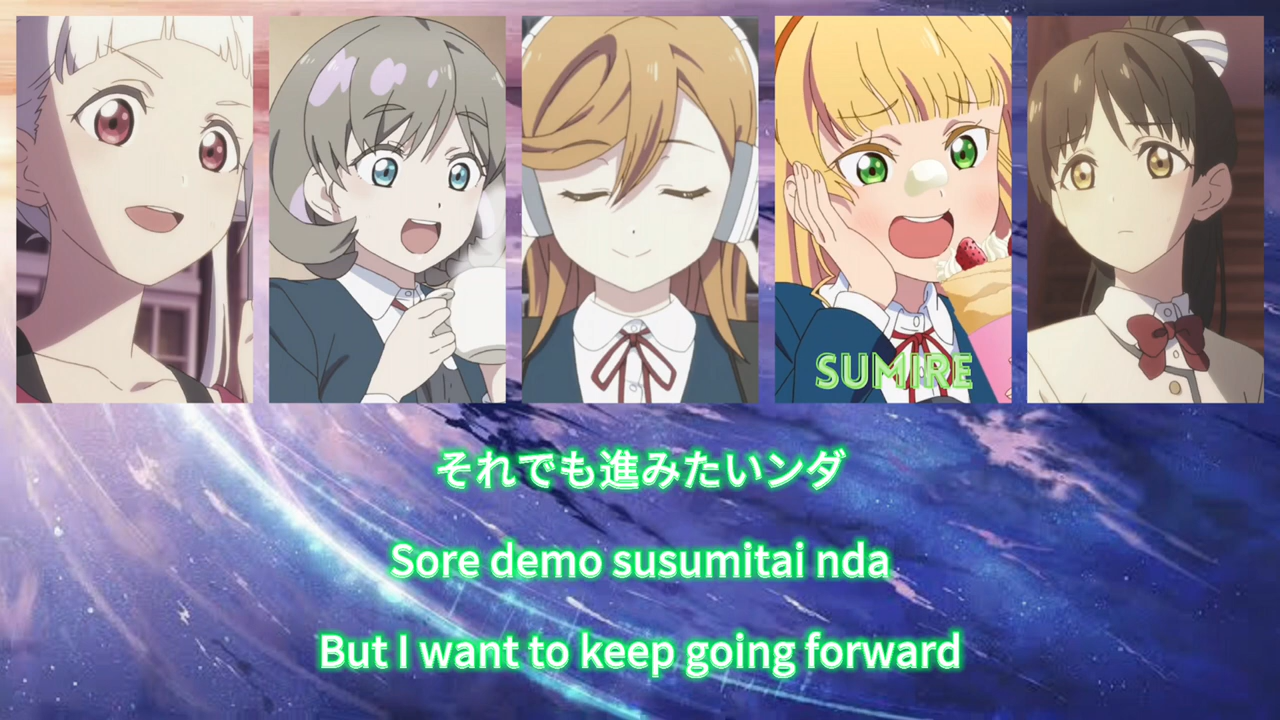 SUMIRE
それでも進みたいンダ
Sore demo susumitai nda
But I want to keep going forward